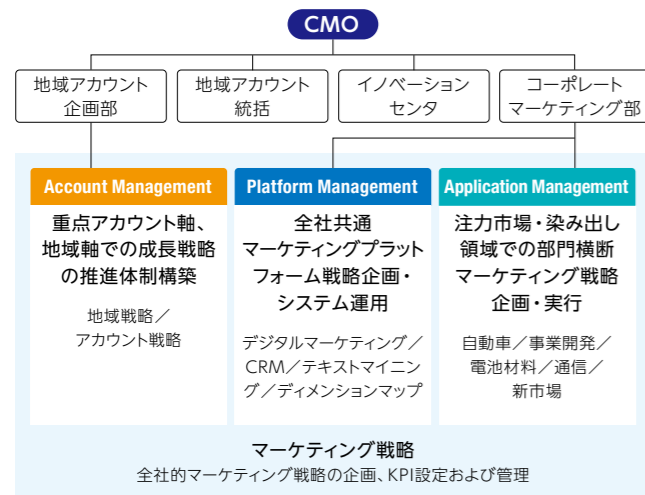 CMO
地域アカウント
企画部
地域アカウント
統括
イノベーション
センタ
コーポレート
マーケティング部
Account Management
重点アカウント軸、
地域軸での成長戦略
の推進体制構築
地域戦略／
アカウント戦略
Platform Management
全社共通
マーケティングプラット
フォーム戦略企画・
システム運用
デジタルマーケティング／
CRM／テキストマイニン
グ／ディメンションマップ
Application Management
注力市場・染み出し
領域での部門横断
マーケティング戦略
企画・実行
自動車／事業開発／
電池材料／通信／
新市場
マーケティング戦略
全社的マーケティング戦略の企画、KPI設定および管理